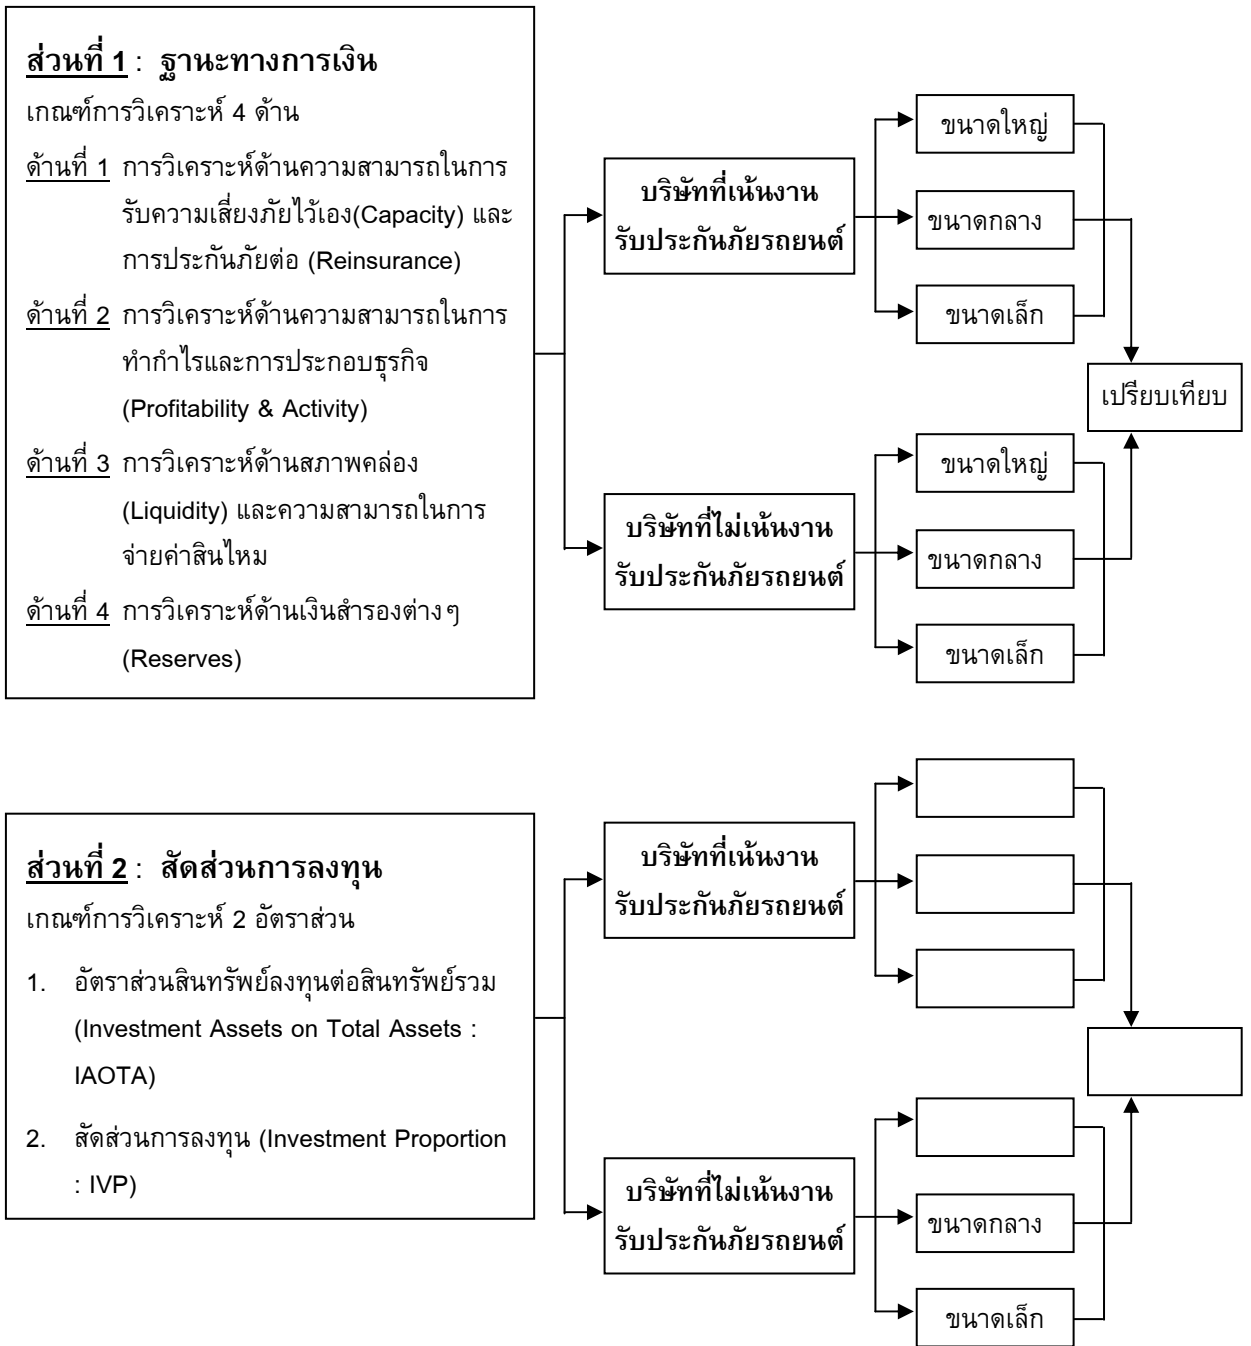 ส่วนที่ 1 : ฐานะทางการเงิน
เกณฑ์การวิเคราะห์ 4 ด้าน
ด้านที่ 1 การวิเคราะห์ด้านความสามารถในการ
รับความเสี่ยงภัยไว้เอง(Capacity) และ
การประกันภัยต่อ (Reinsurance)
ด้านที่ 2 การวิเคราะห์ด้านความสามารถในการ
ทำกำไรและการประกอบธุรกิจ
(Profitability & Activity)
ด้านที่ 3 การวิเคราะห์ด้านสภาพคล่อง
(Liquidity) และความสามารถในการ
จ่ายค่าสินไหม
ด้านที่ 4 การวิเคราะห์ด้านเงินสำรองต่างๆ
(Reserves)
บริษัทที่เน้นงาน
รับประกันภัยรถยนต์
ขนาดใหญ่
ขนาดกลาง
ขนาดเล็ก
บริษัทที่ไม่เน้นงาน
รับประกันภัยรถยนต์
ขนาดใหญ่
ขนาดกลาง
ขนาดเล็ก
เปรียบเทียบ
ส่วนที่ 2 : สัดส่วนการลงทุน
เกณฑ์การวิเคราะห์ 2 อัตราส่วน
1. อัตราส่วนสินทรัพย์ลงทุนต่อสินทรัพย์รวม
(Investment Assets on Total Assets :
IAOTA)
2. สัดส่วนการลงทุน (Investment Proportion
: IVP)
บริษัทที่เน้นงาน
รับประกันภัยรถยนต์
บริษัทที่ไม่เน้นงาน
รับประกันภัยรถยนต์
ขนาดกลาง
ขนาดเล็ก